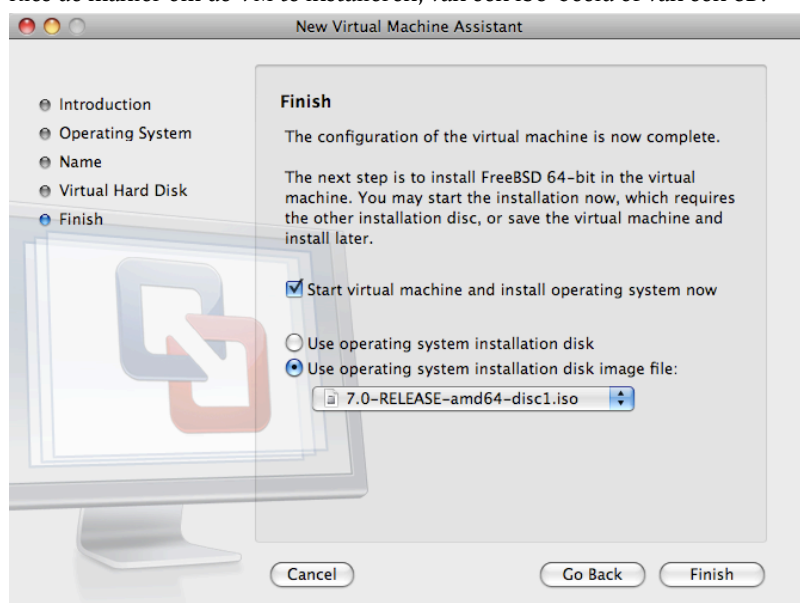 New Virtual Machine Assistant
Introduction
Operating System
Name
Virtual Hard Disk
Finish
Finish
The configuration of the virtual machine is now complete.
The next step is to install FreeBSD 64-bit in the virtual
machine. You may start the installation now, which requires
the other installation disc, or save the virtual machine and
install later.
Start virtual machine and install operating system now
Use operating system installation disk
Use operating system installation disk image file:
7.0-RELEASE-amd64-disc1.iso
Cancel
Go Back
Finish